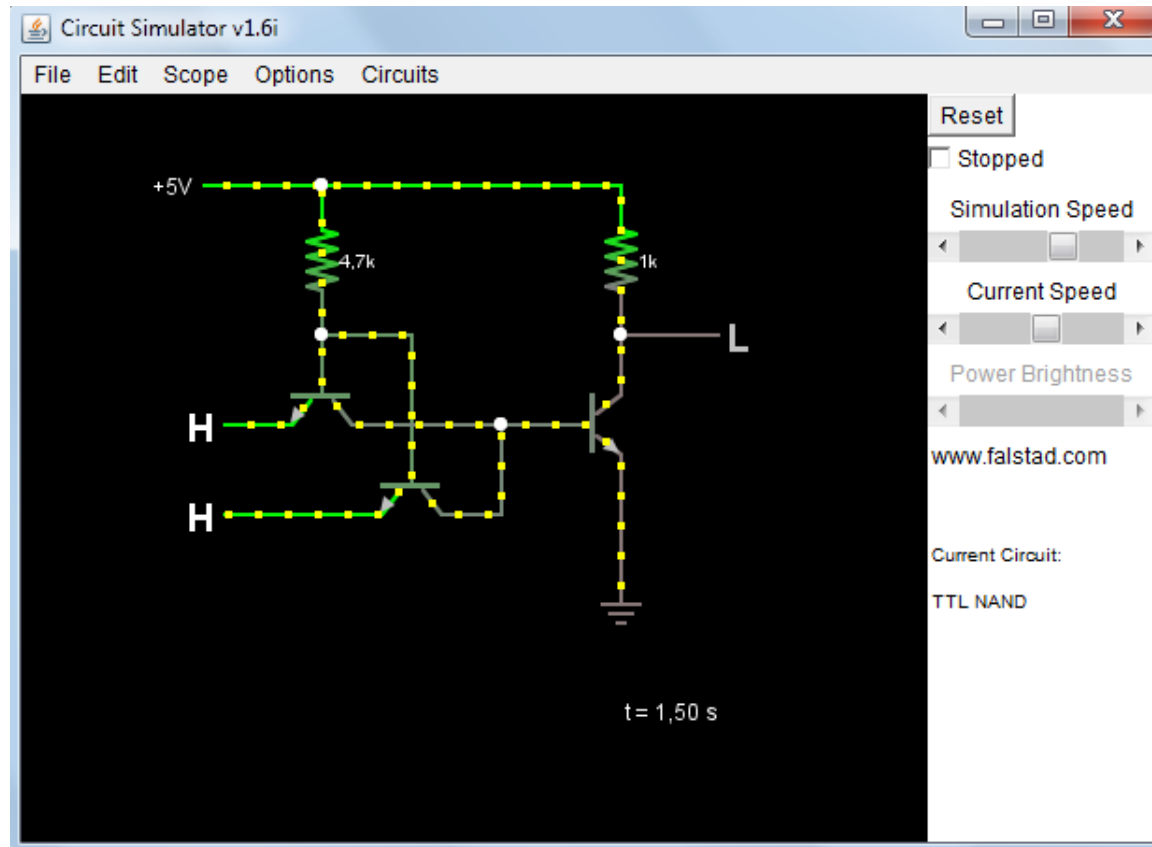 Circuit Simulator v1.6i
File Edit Scope Options Circuits
Reset
Stopped
Simulation Speed
Current Speed
Power Brightness
www.falstad.com
Current Circuit:
TTL NAND
+5V
4,7k
1k
L
H
H
t= 1,50 s